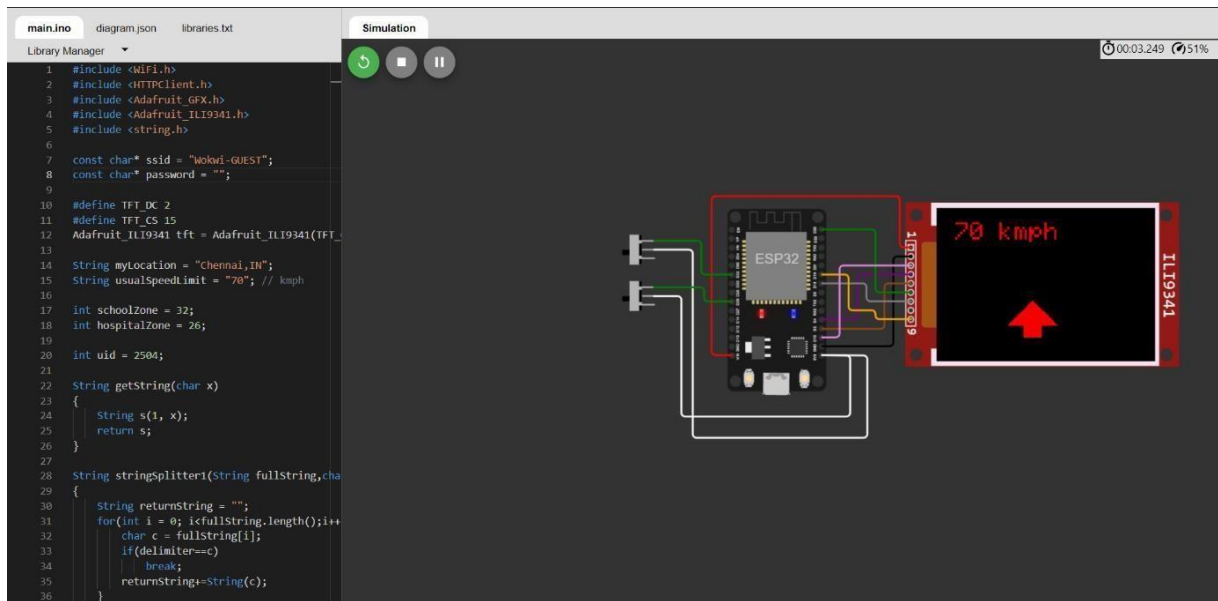 main.ino diagram.json libraries.txt
Library Manager
1 #include <WiFi.h>
2 #include <HTTPClient.h>
3 #include <Adafruit_GFX.h>
4 #include <Adafruit_ILI9341.h>
5 #include <string.h>
6
7 const char* ssid = "Wokwi-GUEST";
8 const char* password = "";
9
10 #define TFT_DC 2
11 #define TFT_CS 15
12 Adafruit_ILI9341 tft = Adafruit_ILI9341(TFT_
13
14 String myLocation = "Chennai,IN";
15 String usualSpeedLimit = "70"; // kmph
16
17 int schoolZone = 32;
18 int hospitalZone = 26;
19
20 int uid = 2504;
21
22 String getString(char x)
23 {
24 String s(1, x);
25 return s;
26 }
27
28 String stringSplitter1(String fullString,cha
29 {
30 String returnString = "";
31 for(int i = 0; i<fullString.length();i++
32 char c = fullString[i];
33 if(delimiter==c)
34 break;
35 returnString+=String(c);
36 }
Simulation
00:03.249 51%
ESP32
1
9
70 kmph
ILI9341